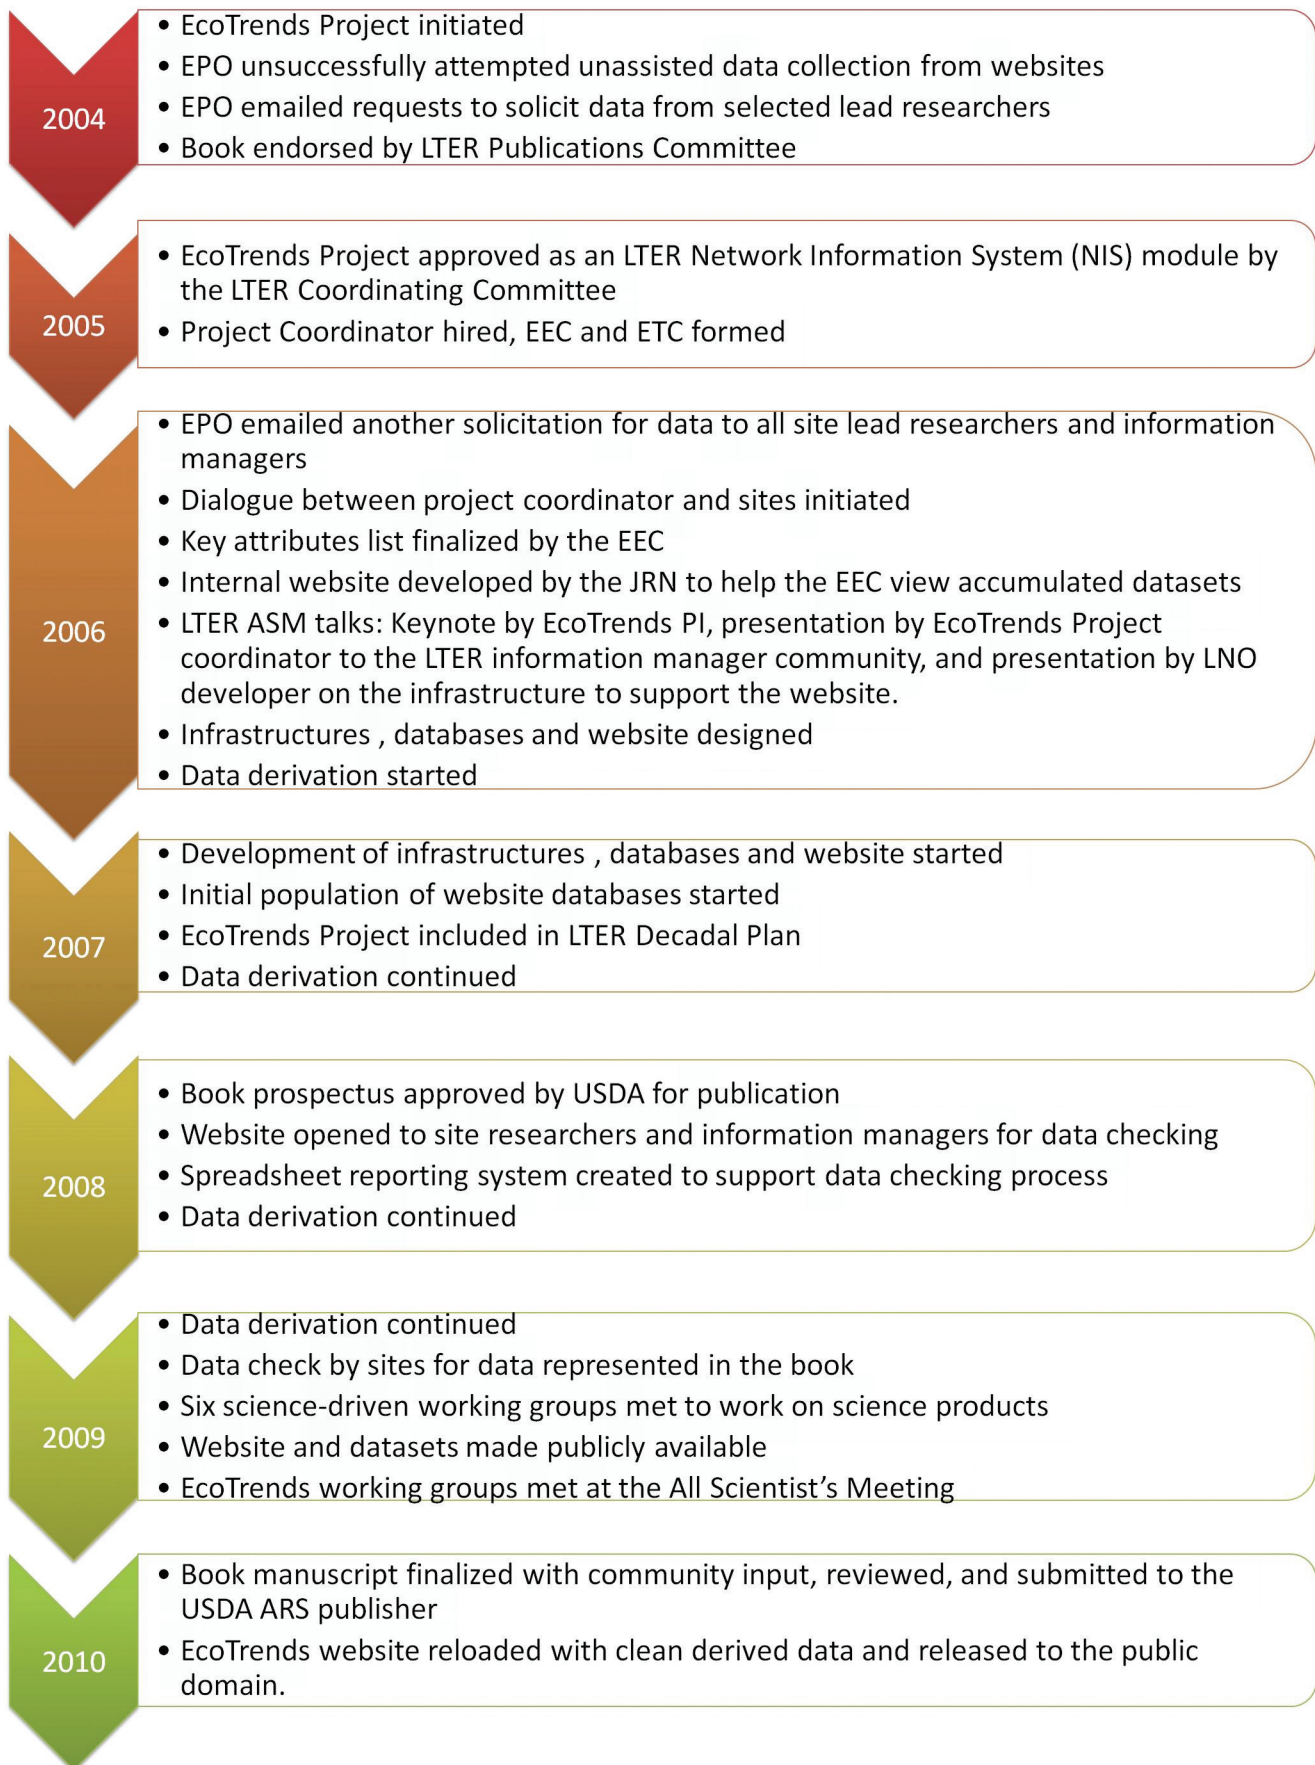 2004
• EcoTrends Project initiated
• EPO unsuccessfully attempted unassisted data collection from websites
• EPO emailed requests to solicit data from selected lead researchers
• Book endorsed by LTER Publications Committee
2005
• EcoTrends Project approved as an LTER Network Information System (NIS) module by
the LTER Coordinating Committee
• Project Coordinator hired, EEC and ETC formed
2006
• EPO emailed another solicitation for data to all site lead researchers and information
managers
• Dialogue between project coordinator and sites initiated
• Key attributes list finalized by the EEC
• Internal website developed by the JRN to help the EEC view accumulated datasets
• LTER ASM talks: Keynote by EcoTrends PI, presentation by EcoTrends Project
coordinator to the LTER information manager community, and presentation by LNO
developer on the infrastructure to support the website.
• Infrastructures , databases and website designed
• Data derivation started
2007
• Development of infrastructures , databases and website started
• Initial population of website databases started
• EcoTrends Project included in LTER Decadal Plan
• Data derivation continued
2008
• Book prospectus approved by USDA for publication
• Website opened to site researchers and information managers for data checking
• Spreadsheet reporting system created to support data checking process
• Data derivation continued
2009
• Data derivation continued
• Data check by sites for data represented in the book
• Six science-driven working groups met to work on science products
• Website and datasets made publicly available
• EcoTrends working groups met at the All Scientist’s Meeting
2010
• Book manuscript finalized with community input, reviewed, and submitted to the
USDA ARS publisher
• EcoTrends website reloaded with clean derived data and released to the public
domain.